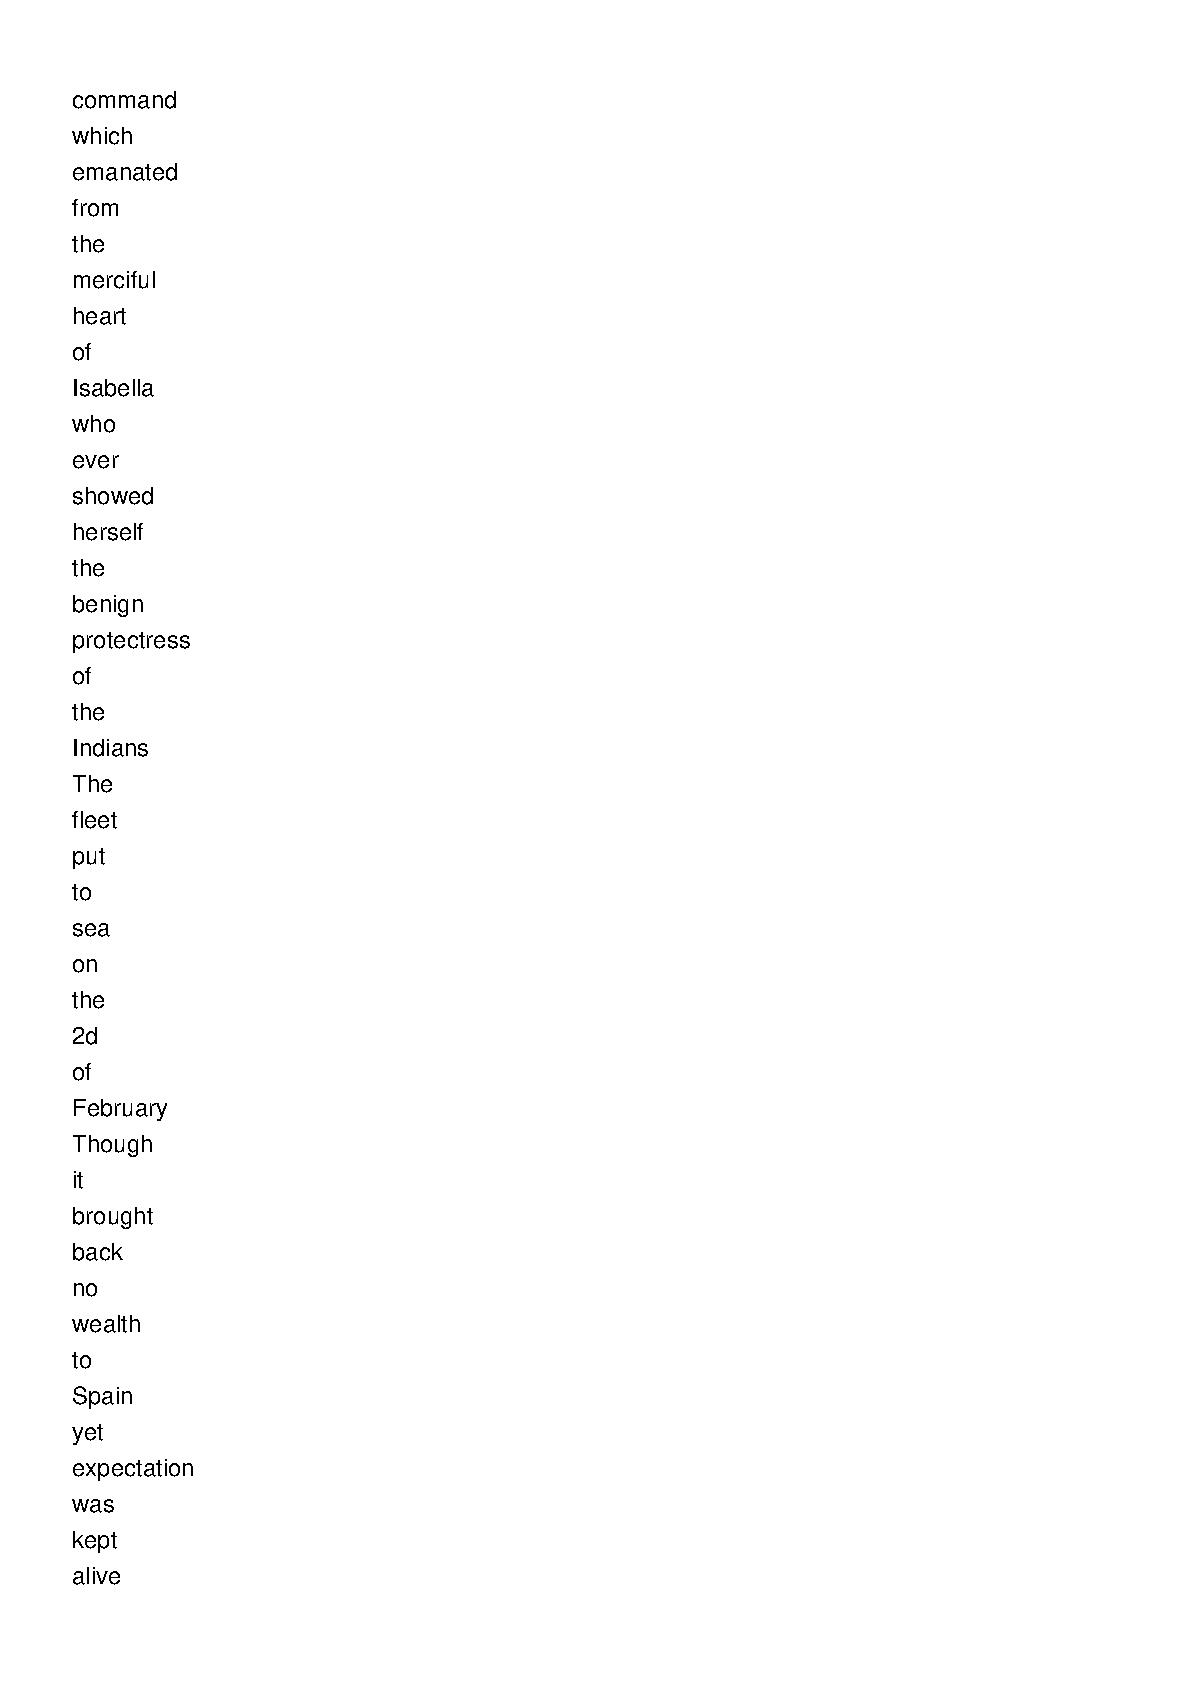 command
which
emanated
from
the
merciful
heart
of
Isabella
who
ever
showed
herself
the
benign
protectress
of
the
Indians
The
fleet
put
to
sea
on
the
2d
of
February
Though
it
brought
back
no
wealth
to
Spain
yet
expectation
was
kept
alive